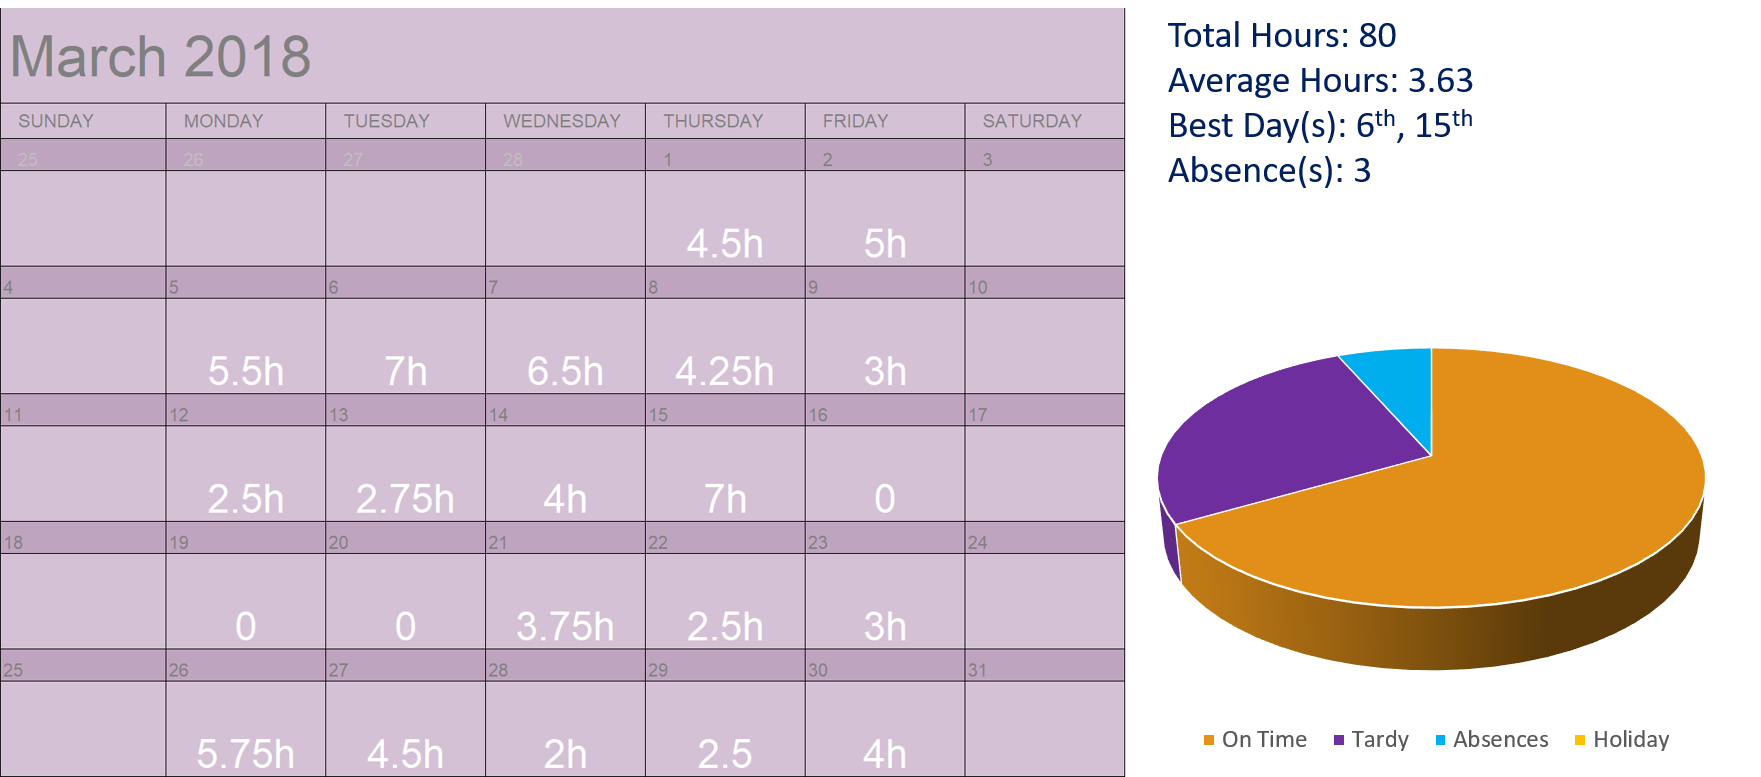 March 2018
SUNDAY MONDAY TUESDAY WEDNESDAY THURSDAY FRIDAY SATURDAY
25 26 27 28 1 2 3
4.5h 5h
4 5 6 7 8 9 10
5.5h 7h 6.5h 4.25h 3h
11 12 13 14 15 16 17
2.5h 2.75h 4h 7h 0
18 19 20 21 22 23 24
0 0 3.75h 2.5h 3h
25 26 27 28 29 30 31
5.75h 4.5h 2h 2.5 4h
Total Hours: 80
Average Hours: 3.63
Best Day(s): 6th, 15th
Absence(s): 3
On Time Tardy Absences Holiday